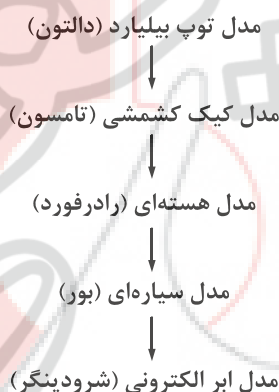 مدل توپ بیلیارد (دالتون)
مدل کیک کشمشی (تامسون)
مدل هسته‌ای (رادرفورد)
مدل سیاره‌ای (بور)
مدل ابر الکترونی (شرودینگر)